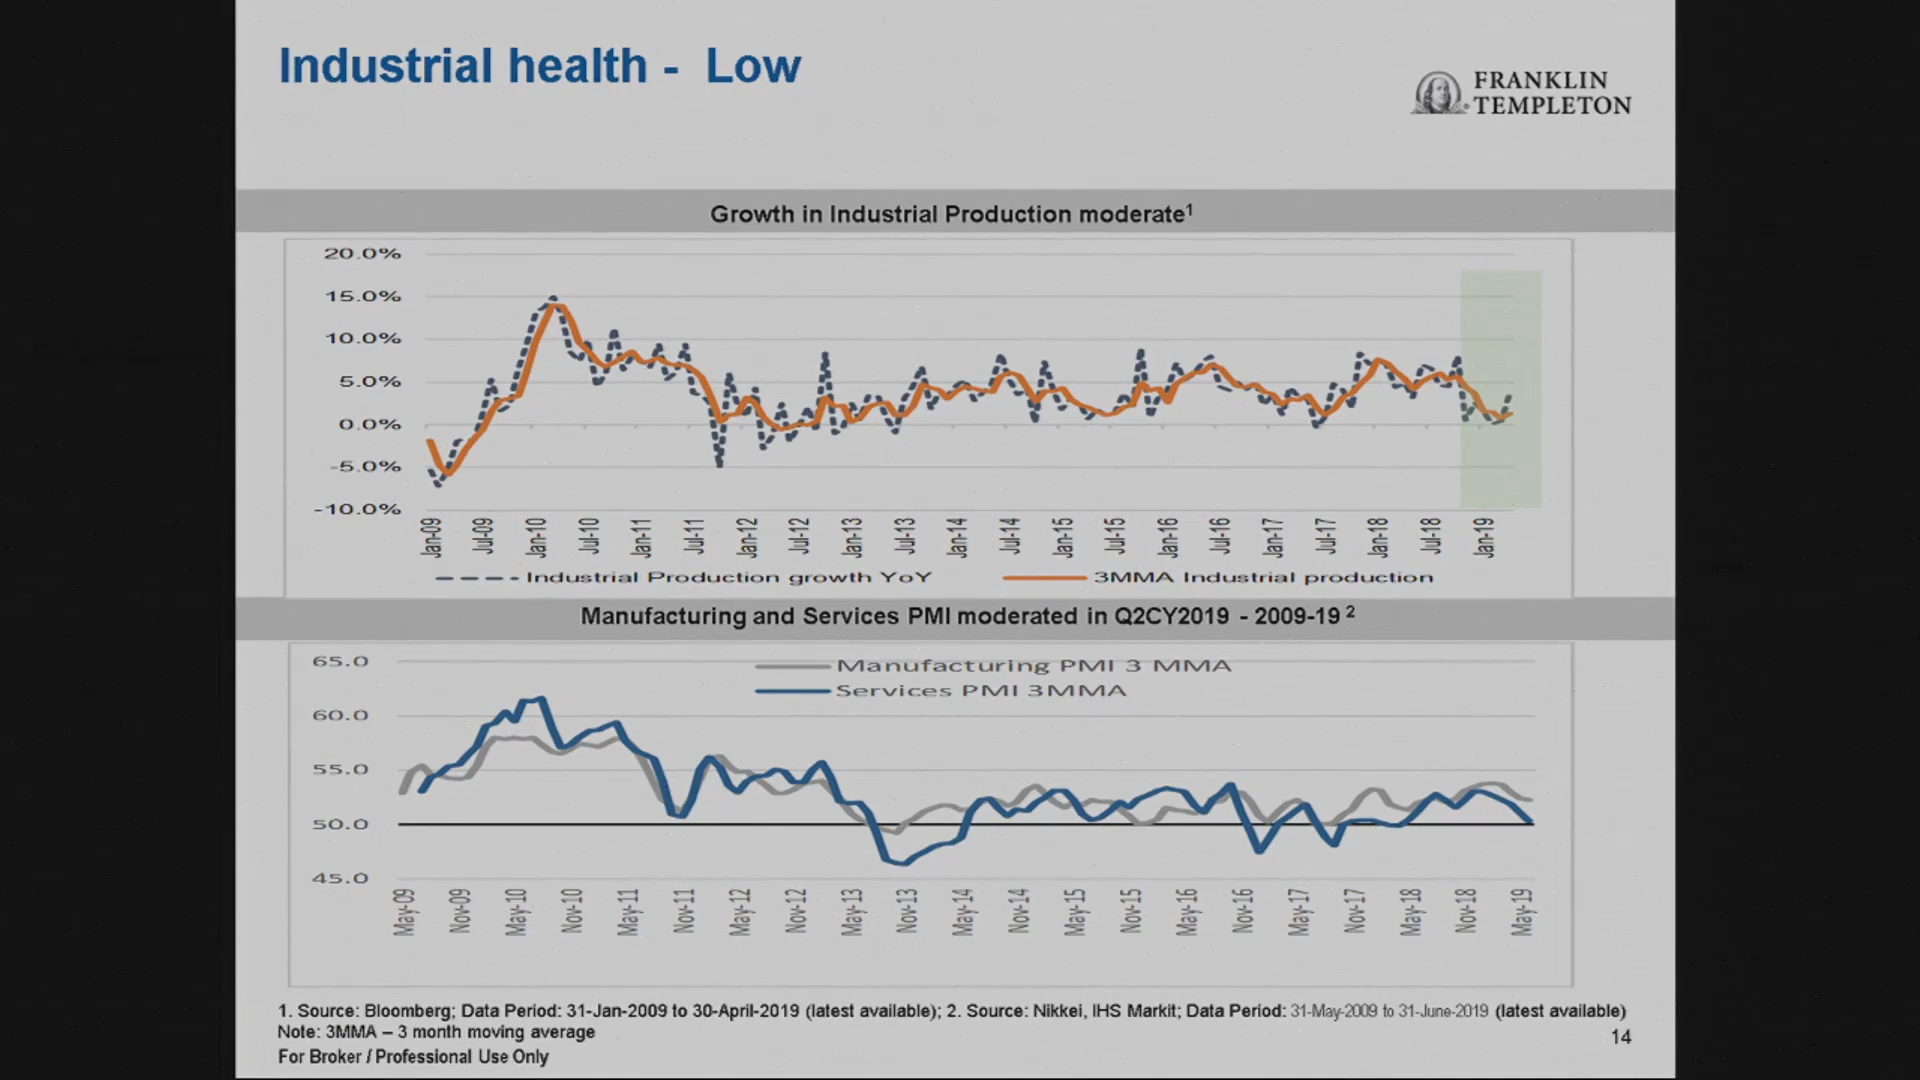 Industrial health - Low
FRANKLIN
TEMPLETON
Growth in Industrial Production moderate¹
20.0%
15.0%
10.0%
5.0%
0.0%
-5.0%
-10.0%
Jan-09 Jul-09 Jan-10 Jul-10 Jan-11 Jul-11 Jan-12 Jul-12 Jan-13 Jul-13 Jan-14 Jul-14 Jan-15 Jul-15 Jan-16 Jul-16 Jan-17 Jul-17 Jan-18 Jul-18 Jan-19
Industrial Production growth YoY 3MMA Industrial production
Manufacturing and Services PMI moderated in Q2CY2019 - 2009-19 ²
65.0
Manufacturing PMI 3 MMA
Services PMI 3MMA
60.0
55.0
50.0
45.0
May-09 Nov-09 May-10 Nov-10 May-11 Nov-11 May-12 Nov-12 May-13 Nov-13 May-14 Nov-14 May-15 Nov-15 May-16 Nov-16 May-17 Nov-17 May-18 Nov-18 May-19
1. Source: Bloomberg; Data Period: 31-Jan-2009 to 30-April-2019 (latest available); 2. Source: Nikkei, IHS Markit; Data Period: 31-May-2009 to 31-June-2019 (latest available)
Note: 3MMA – 3 month moving average
14
For Broker / Professional Use Only